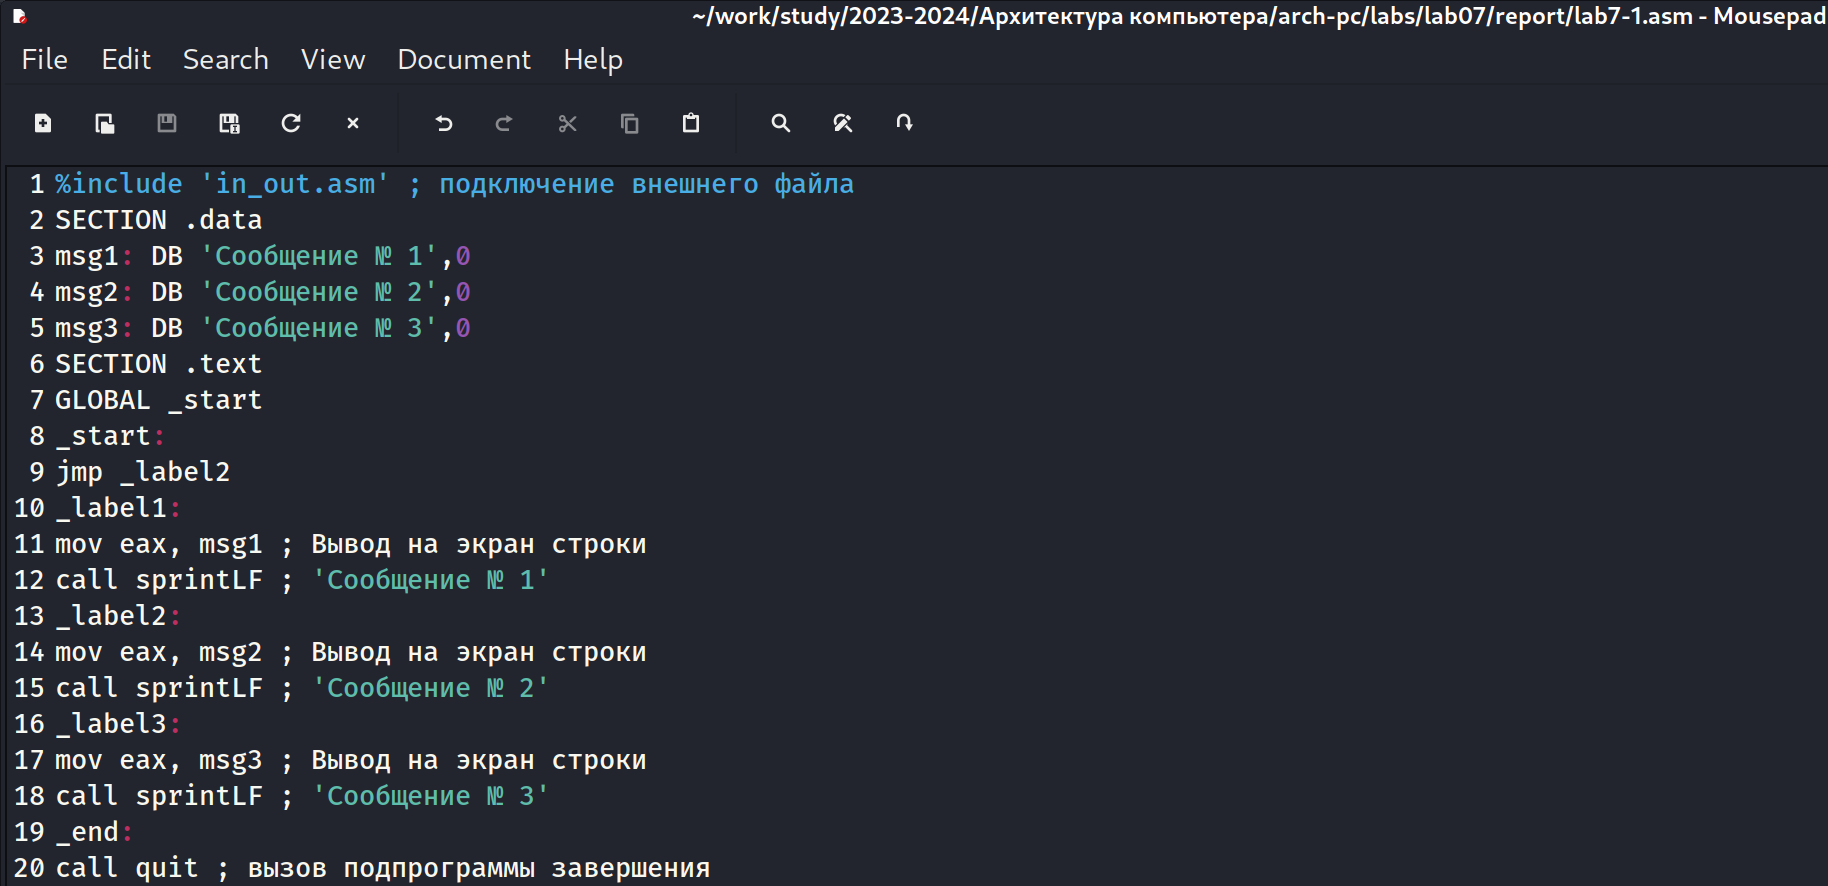 ~/work/study/2023-2024/Архитектура компьютера/arch-pc/labs/lab07/report/lab7-1.asm - Mousepad
File Edit Search View Document Help
1 %include 'in_out.asm' ; подключение внешнего файла
2 SECTION .data
3 msg1: DB 'Сообщение № 1',0
4 msg2: DB 'Сообщение № 2',0
5 msg3: DB 'Сообщение № 3',0
6 SECTION .text
7 GLOBAL _start
8 _start:
9 jmp _label2
10 _label1:
11 mov eax, msg1 ; Вывод на экран строки
12 call sprintLF ; 'Сообщение № 1'
13 _label2:
14 mov eax, msg2 ; Вывод на экран строки
15 call sprintLF ; 'Сообщение № 2'
16 _label3:
17 mov eax, msg3 ; Вывод на экран строки
18 call sprintLF ; 'Сообщение № 3'
19 _end:
20 call quit ; вызов подпрограммы завершения